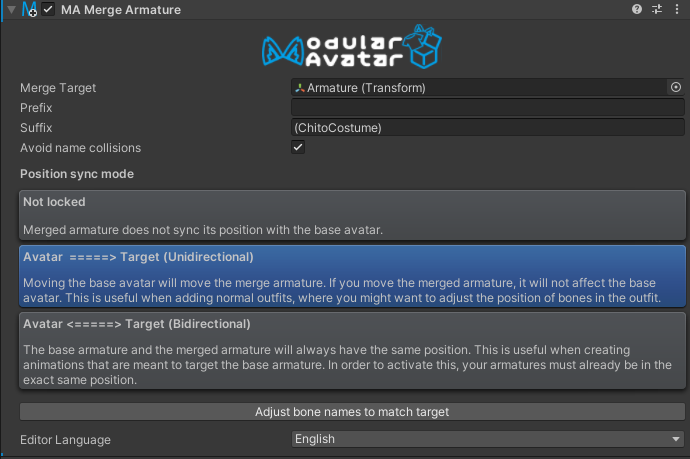 MA Merge Armature
Modular
Avatar
Merge Target
Armature (Transform)
Prefix
Suffix
(ChitoCostume)
Avoid name collisions
Position sync mode
Not locked
Merged armature does not sync its position with the base avatar.
Avatar =====> Target (Unidirectional)
Moving the base avatar will move the merge armature. If you move the merged armature, it will not affect the base
avatar. This is useful when adding normal outfits, where you might want to adjust the position of bones in the outfit.
Avatar <=====> Target (Bidirectional)
The base armature and the merged armature will always have the same position. This is useful when creating
animations that are meant to target the base armature. In order to activate this, your armatures must already be in the
exact same position.
Adjust bone names to match target
Editor Language
English